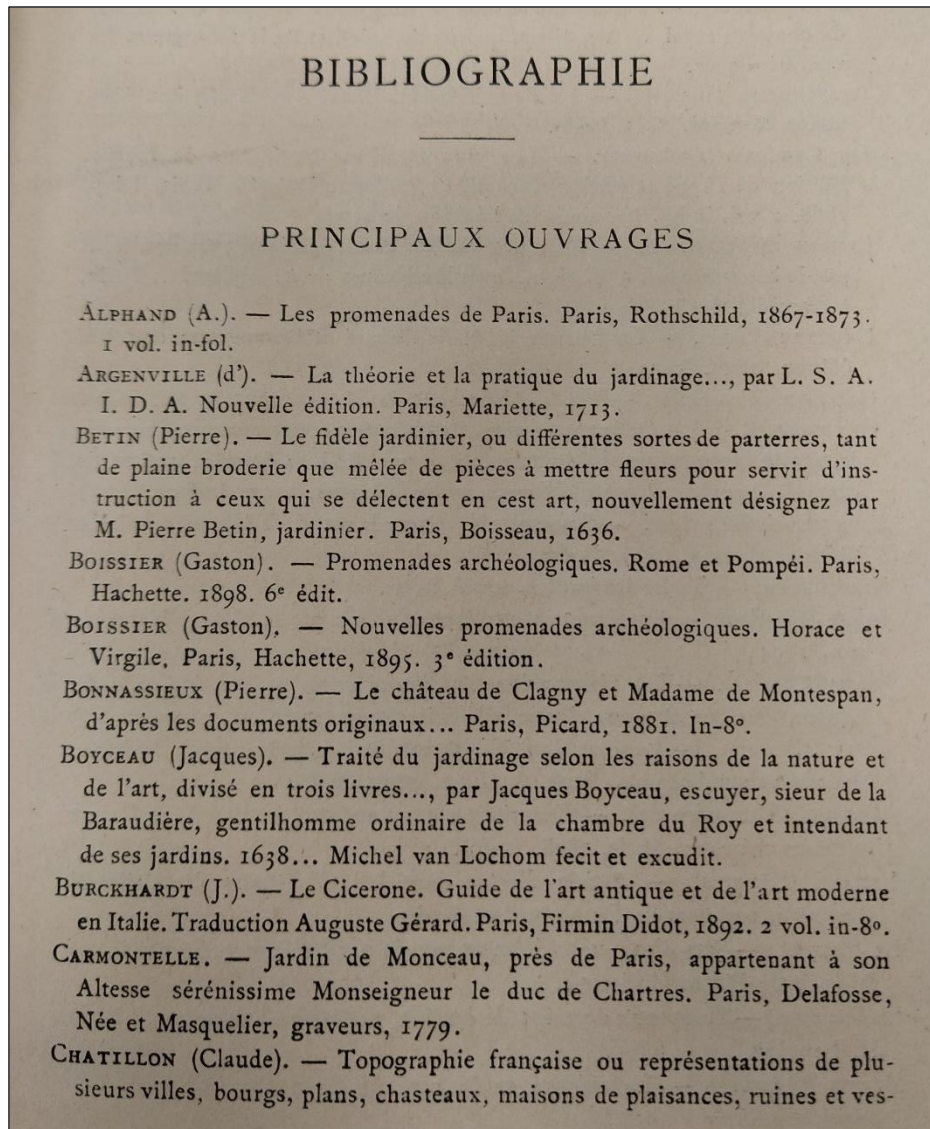 BIBLIOGRAPHIE
PRINCIPAUX OUVRAGES
ALPHAND (A.). — Les promenades de Paris. Paris, Rothschild, 1867-1873.
1 vol. in-fol.
ARGENVILLE (d'). — La théorie et la pratique du jardinage..., par L. S. A.
I. D. A. Nouvelle édition. Paris, Mariette, 1713.
BETIN (Pierre). — Le fidèle jardinier, ou différentes sortes de parterres, tant
de plaine broderie que mêlée de pièces à mettre fleurs pour servir d'ins-
truction à ceux qui se délectent en cest art, nouvellement désignez par
M. Pierre Betin, jardinier. Paris, Boisseau, 1636.
BOISSIER (Gaston). — Promenades archéologiques. Rome et Pompéi. Paris,
Hachette. 1898. 6e édit.
BOISSIER (Gaston). — Nouvelles promenades archéologiques. Horace et
Virgile, Paris, Hachette, 1895. 3e édition.
BONNASSIEUX (Pierre). — Le château de Clagny et Madame de Montespan,
d'après les documents originaux... Paris, Picard, 1881. In-8º.
BOYCEAU (Jacques). — Traité du jardinage selon les raisons de la nature et
de l'art, divisé en trois livres..., par Jacques Boyceau, escuyer, sieur de la
Baraudière, gentilhomme ordinaire de la chambre du Roy et intendant
de ses jardins. 1638... Michel van Lochom fecit et excudit.
BURCKHARDT (J.). — Le Cicerone. Guide de l'art antique et de l'art moderne
en Italie. Traduction Auguste Gérard. Paris, Firmin Didot, 1892. 2 vol. in-8º.
CARMONTELLE. — Jardin de Monceau, près de Paris, appartenant à son
Altesse sérénissime Monseigneur le duc de Chartres. Paris, Delafosse,
Née et Masquelier, graveurs, 1779.
CHATILLON (Claude). — Topographie française ou représentations de plu-
sieurs villes, bourgs, plans, chasteaux, maisons de plaisances, ruines et ves-